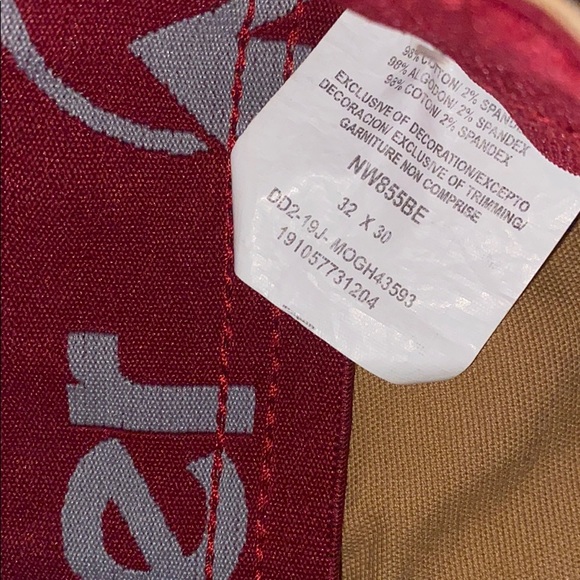 98% COTTON/ 2% SPANDEX
98% ALGODON/ 2% SPANDEX
98% COTON/ 2% SPANDEX
EXCLUSIVE OF DECORATION/EXCEPTO
DECORACION/ EXCLUSIVE OF TRIMMING/
GARNITURE NON COMPRISE
NW855BE
32 X 30
DD2-19J- MOGH43593
191057731204
er